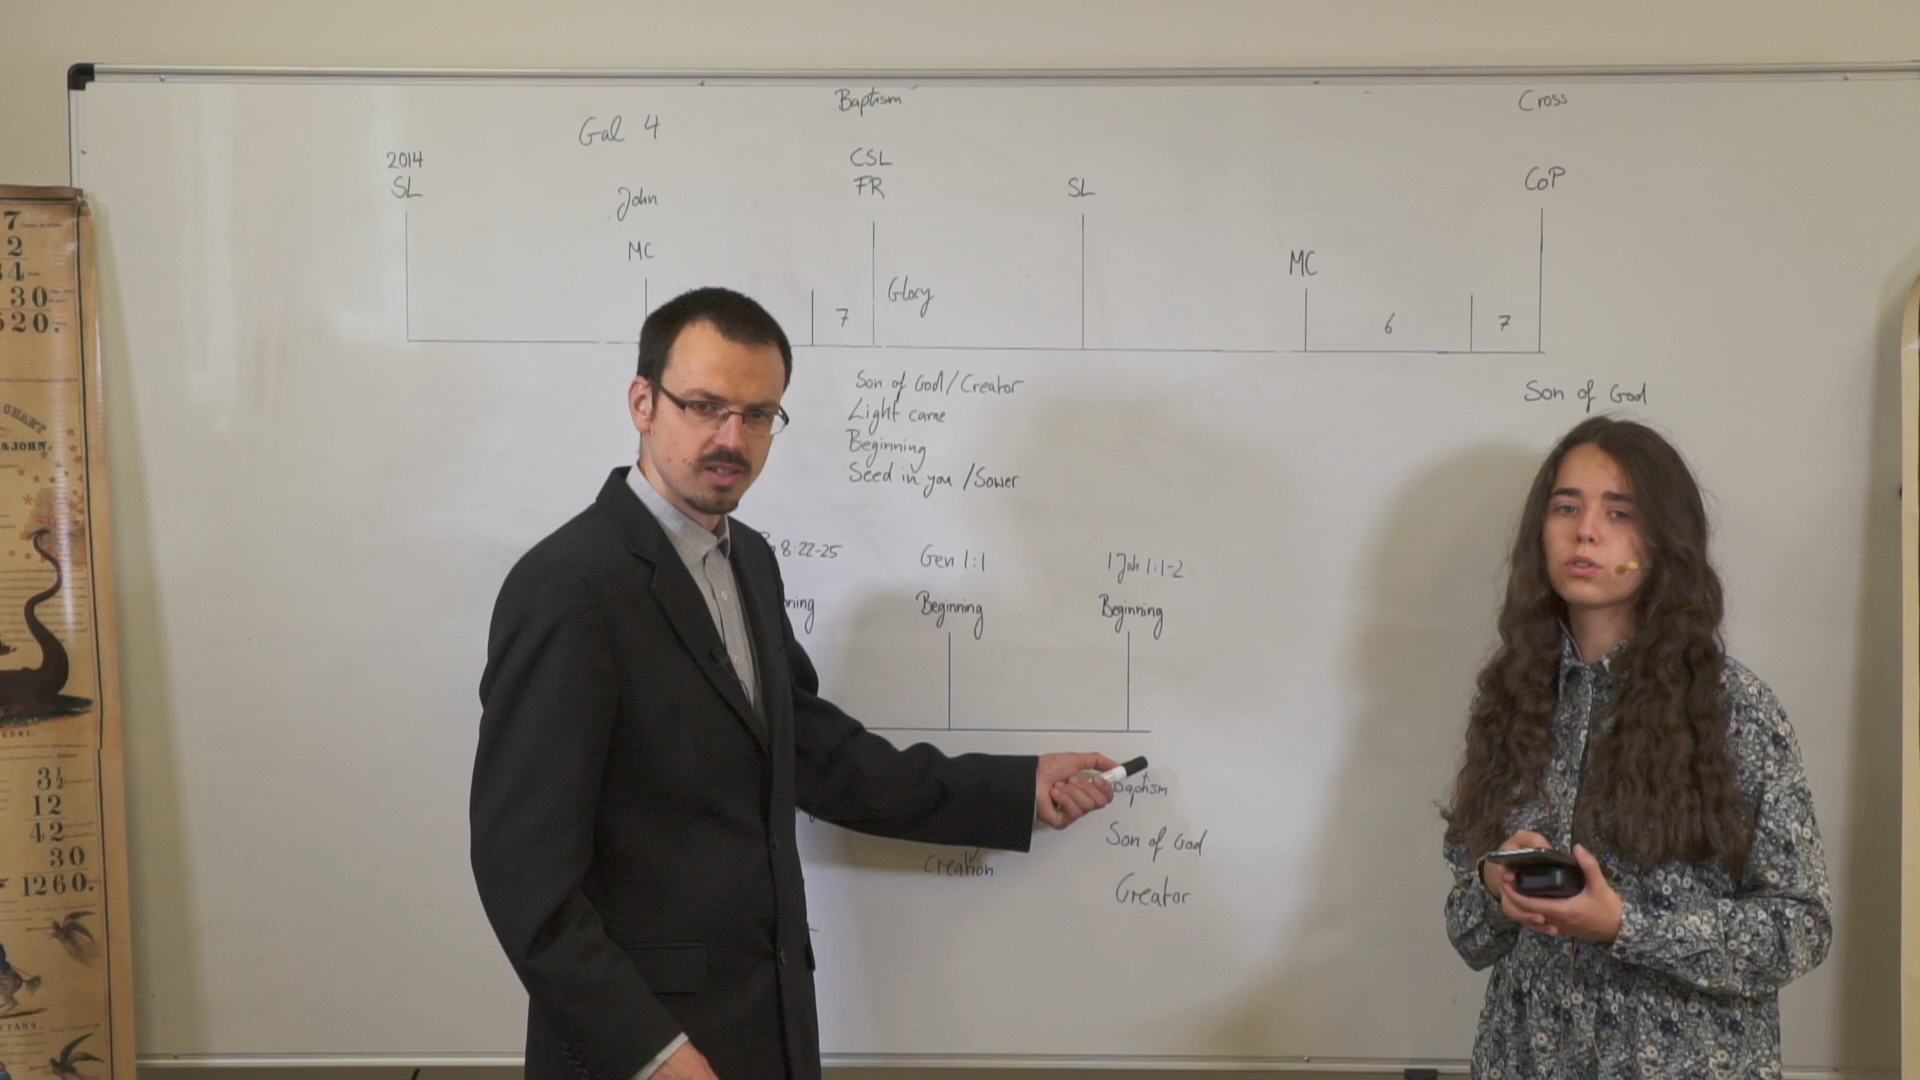 Baptism
Cross
Gal 4
2014
SL
John
MC
CSL
FR
SL
CoP
MC
7
Glory
6
7
Son of God/Creator
Light came
Beginning
Seed in you /Sower
Son of God
8:22-25
Gen 1:1
1 Joh 1:1-2
Beginning
Beginning
Baptism
Son of God
Creation
Creator
7
2
30
520.
CHART
& JOHN.
3½
12
42
30
1260.